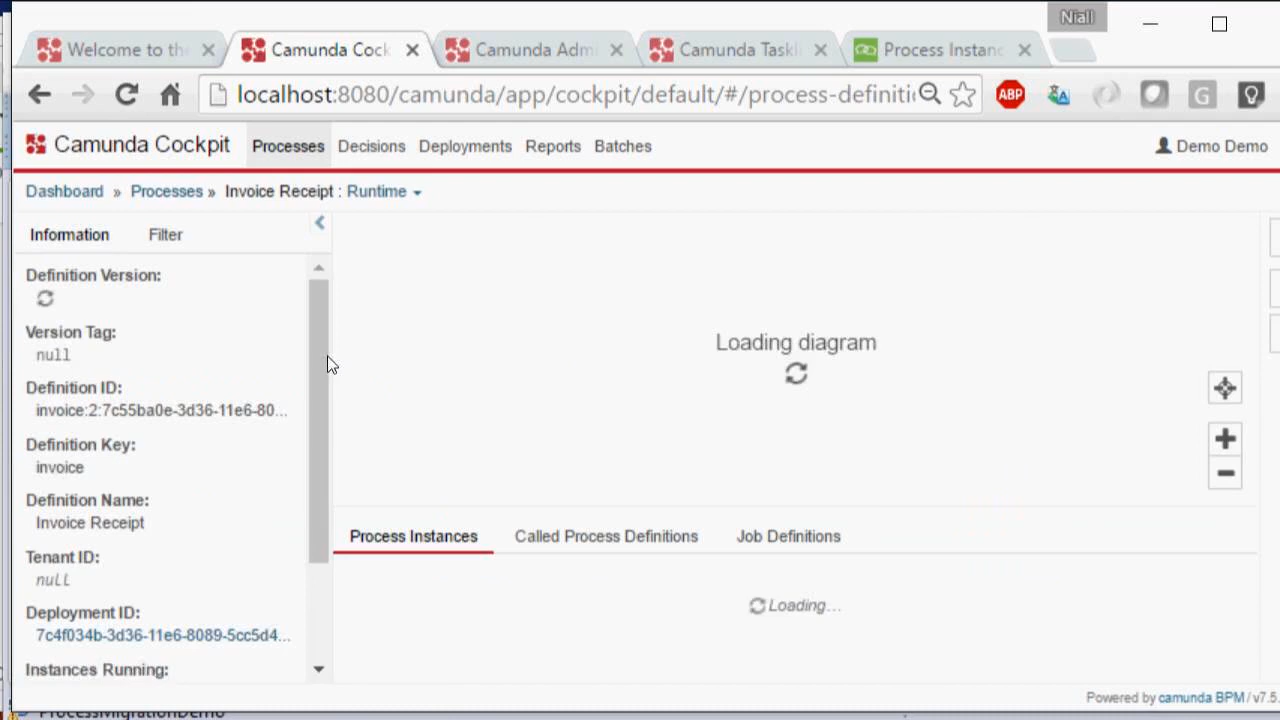 Niall
Welcome to the
Camunda Cock
Camunda Admi
Camunda Taskli
Process Instanc
localhost:8080/camunda/app/cockpit/default/#/process-definiti
ABP
G
Camunda Cockpit
Processes
Decisions
Deployments
Reports
Batches
Demo Demo
Dashboard » Processes » Invoice Receipt : Runtime
Information
Filter
Definition Version:
Version Tag:
null
Definition ID:
invoice:2:7c55ba0e-3d36-11e6-80...
Definition Key:
invoice
Definition Name:
Invoice Receipt
Tenant ID:
null
Deployment ID:
7c4f034b-3d36-11e6-8089-5cc5d4...
Instances Running:
Loading diagram
Process Instances
Called Process Definitions
Job Definitions
Loading...
Powered by camunda BPM / v7.5.
ProcessMigrationDemo